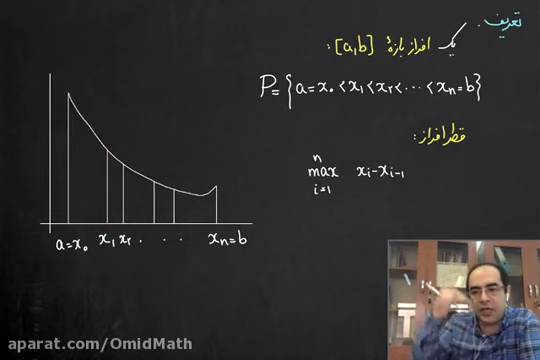 تعریف.
یک افراز بازهٔ [a,b] :
P = { a = x₀ < x₁ < x₂ < ... < xₙ = b }
قطر افراز :
n
max xᵢ - xᵢ₋₁
i=1
a = x₀ x₁ x₂ . . . xₙ = b
aparat.com/OmidMath